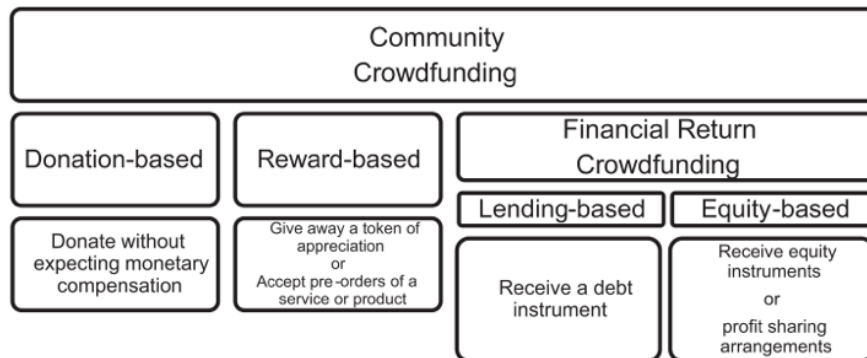 Community
Crowdfunding
Donation-based
Reward-based
Financial Return
Crowdfunding
Lending-based
Equity-based
Donate without
expecting monetary
compensation
Give away a token of
appreciation
or
Accept pre-orders of a
service or product
Receive a debt
instrument
Receive equity
instruments
or
profit sharing
arrangements